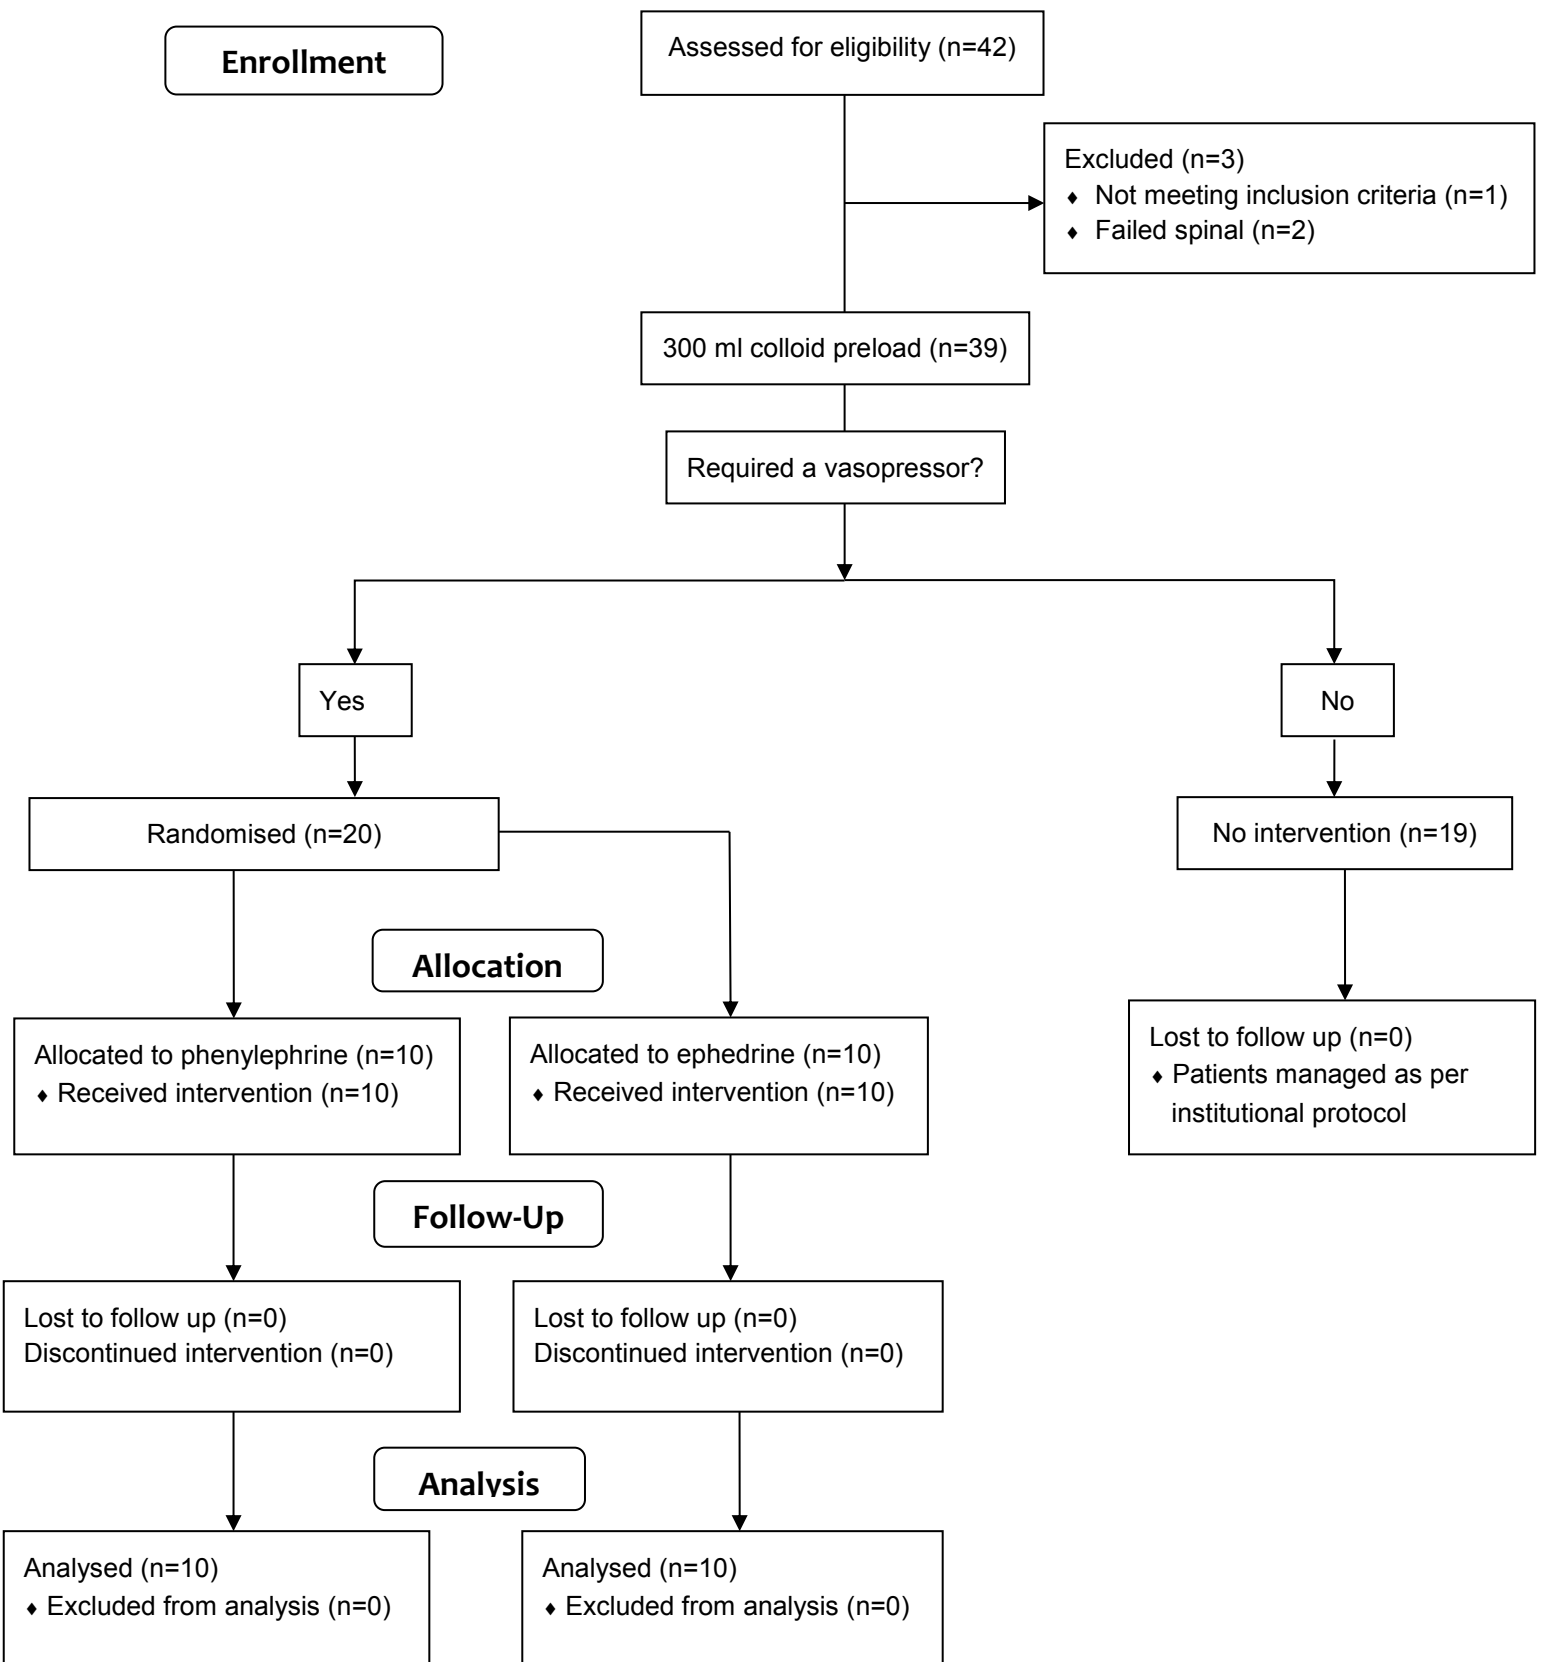 Enrollment
Assessed for eligibility (n=42)
Excluded (n=3)
♦ Not meeting inclusion criteria (n=1)
♦ Failed spinal (n=2)
300 ml colloid preload (n=39)
Required a vasopressor?
Yes
No
Randomised (n=20)
No intervention (n=19)
Allocation
Allocated to phenylephrine (n=10)
♦ Received intervention (n=10)
Allocated to ephedrine (n=10)
♦ Received intervention (n=10)
Lost to follow up (n=0)
♦ Patients managed as per
institutional protocol
Follow-Up
Lost to follow up (n=0)
Discontinued intervention (n=0)
Lost to follow up (n=0)
Discontinued intervention (n=0)
Analysis
Analysed (n=10)
♦ Excluded from analysis (n=0)
Analysed (n=10)
♦ Excluded from analysis (n=0)